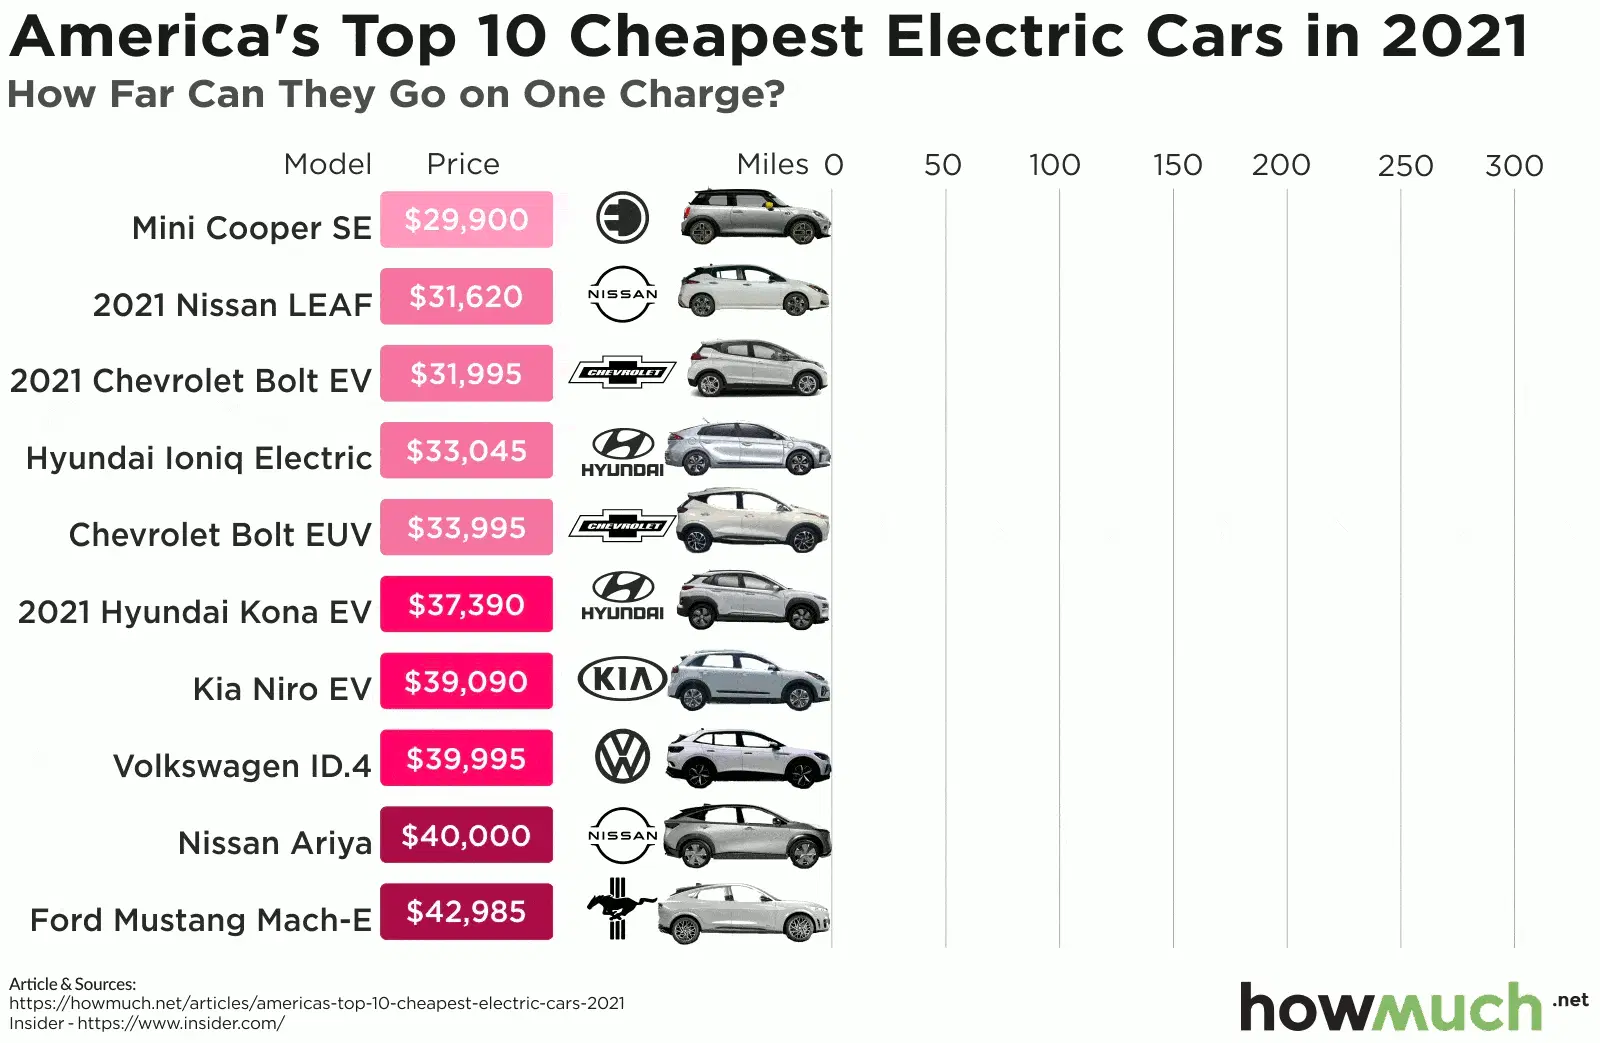 America's Top 10 Cheapest Electric Cars in 2021
How Far Can They Go on One Charge?
Model Price Miles 0 50 100 150 200 250 300
Mini Cooper SE $29,900
2021 Nissan LEAF $31,620 NISSAN
2021 Chevrolet Bolt EV $31,995 CHEVROLET
Hyundai Ioniq Electric $33,045 HYUNDAI
Chevrolet Bolt EUV $33,995 CHEVROLET
2021 Hyundai Kona EV $37,390 HYUNDAI
Kia Niro EV $39,090 KIA
Volkswagen ID.4 $39,995 VW
Nissan Ariya $40,000 NISSAN
Ford Mustang Mach-E $42,985
Article & Sources:
https://howmuch.net/articles/americas-top-10-cheapest-electric-cars-2021
Insider - https://www.insider.com/
howmuch.net